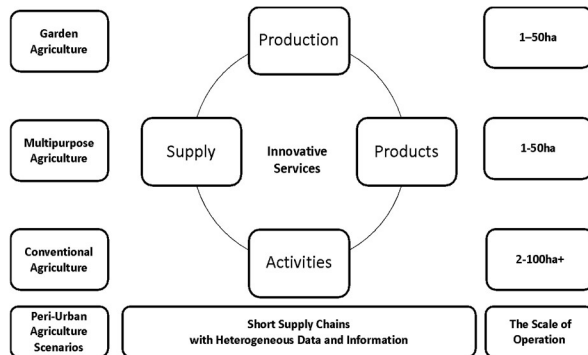 Garden
Agriculture
Production
1–50ha
Multipurpose
Agriculture
Supply
Innovative
Services
Products
1-50ha
Conventional
Agriculture
Activities
2-100ha+
Peri-Urban
Agriculture
Scenarios
Short Supply Chains
with Heterogeneous Data and Information
The Scale of
Operation